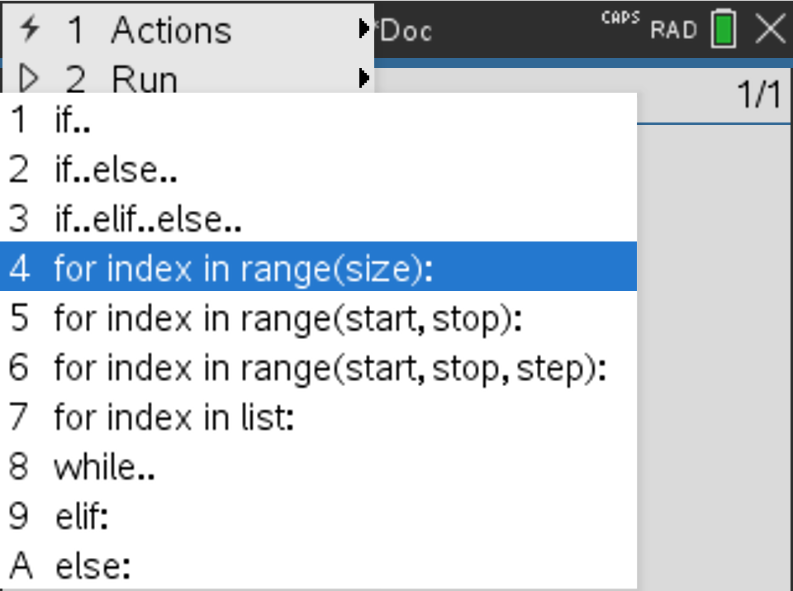 1 Actions
*Doc
CAPS RAD
2 Run
1/1
1 if..
2 if..else..
3 if..elif..else..
4 for index in range(size):
5 for index in range(start, stop):
6 for index in range(start, stop, step):
7 for index in list:
8 while..
9 elif:
A else: